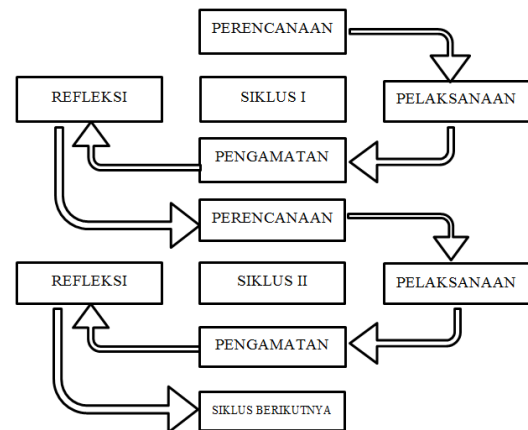 PERENCANAAN
REFLEKSI
SIKLUS I
PELAKSANAAN
PENGAMATAN
PERENCANAAN
REFLEKSI
SIKLUS II
PELAKSANAAN
PENGAMATAN
SIKLUS BERIKUTNYA